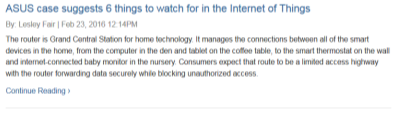 ASUS case suggests 6 things to watch for in the Internet of Things
By: Lesley Fair | Feb 23, 2016 12:14PM
The router is Grand Central Station for home technology. It manages the connections between all of the smart
devices in the home, from the computer in the den and tablet on the coffee table, to the smart thermostat on the wall
and internet-connected baby monitor in the nursery. Consumers expect that route to be a limited access highway
with the router forwarding data securely while blocking unauthorized access.
Continue Reading ›